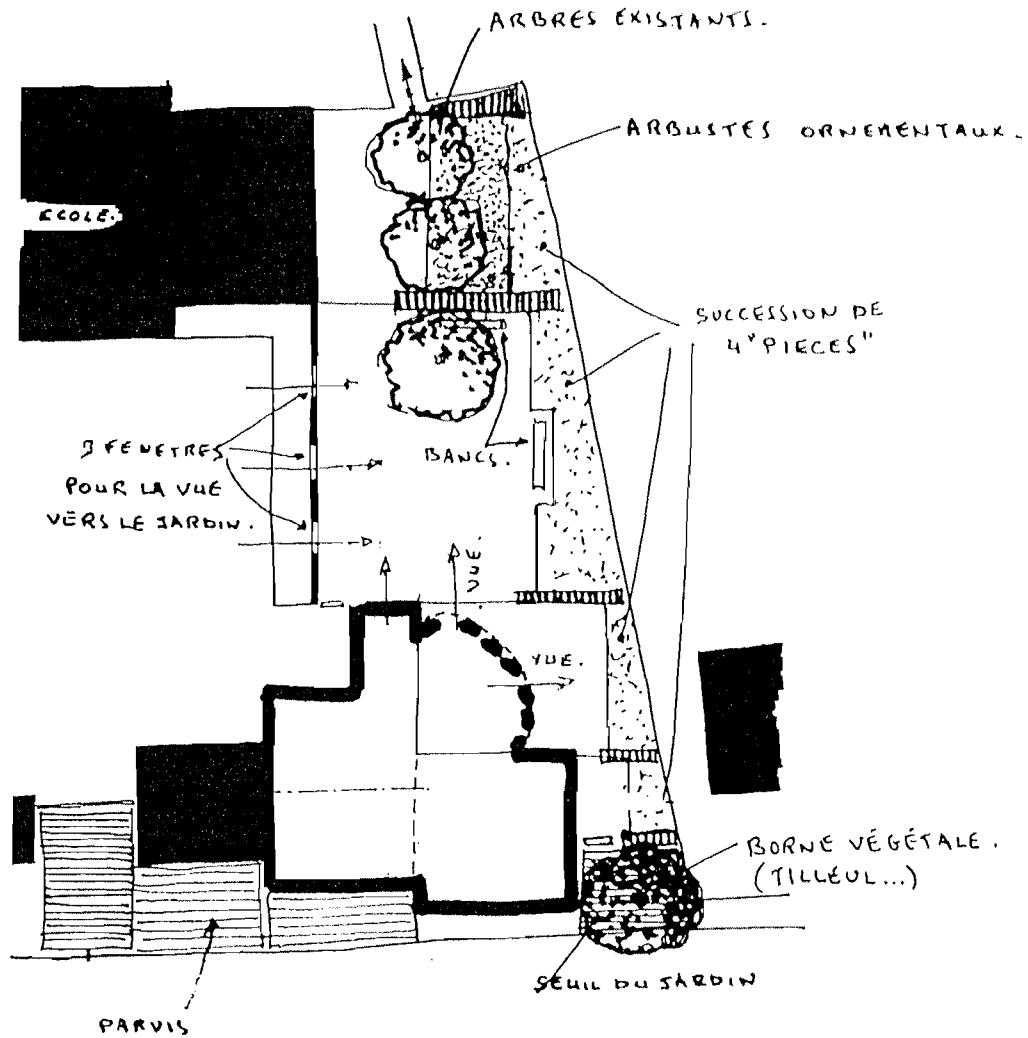 ARBRES EXISTANTS.
ARBUSTES ORNEMENTAUX.
ECOLE.
SUCCESSION DE
4 "PIECES"
3 FENETRES
POUR LA VUE
VERS LE JARDIN.
BANCS.
VUE.
VUE.
BORNE VÉGÉTALE.
(TILLEUL...)
SEUIL DU JARDIN
PARVIS